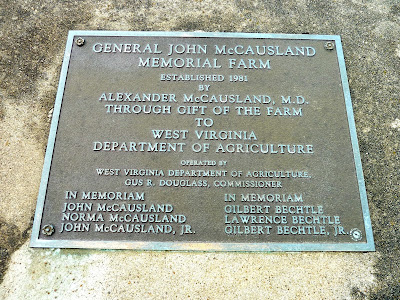 GENERAL JOHN McCAUSLAND
MEMORIAL FARM
ESTABLISHED 1981
BY
ALEXANDER McCAUSLAND, M.D.
THROUGH GIFT OF THE FARM
TO
WEST VIRGINIA
DEPARTMENT OF AGRICULTURE
OPERATED BY
WEST VIRGINIA DEPARTMENT OF AGRICULTURE,
GUS R. DOUGLASS, COMMISSIONER
IN MEMORIAM
JOHN McCAUSLAND
NORMA McCAUSLAND
JOHN McCAUSLAND, JR.
IN MEMORIAM
GILBERT BECHTLE
LAWRENCE BECHTLE
GILBERT BECHTLE, JR.